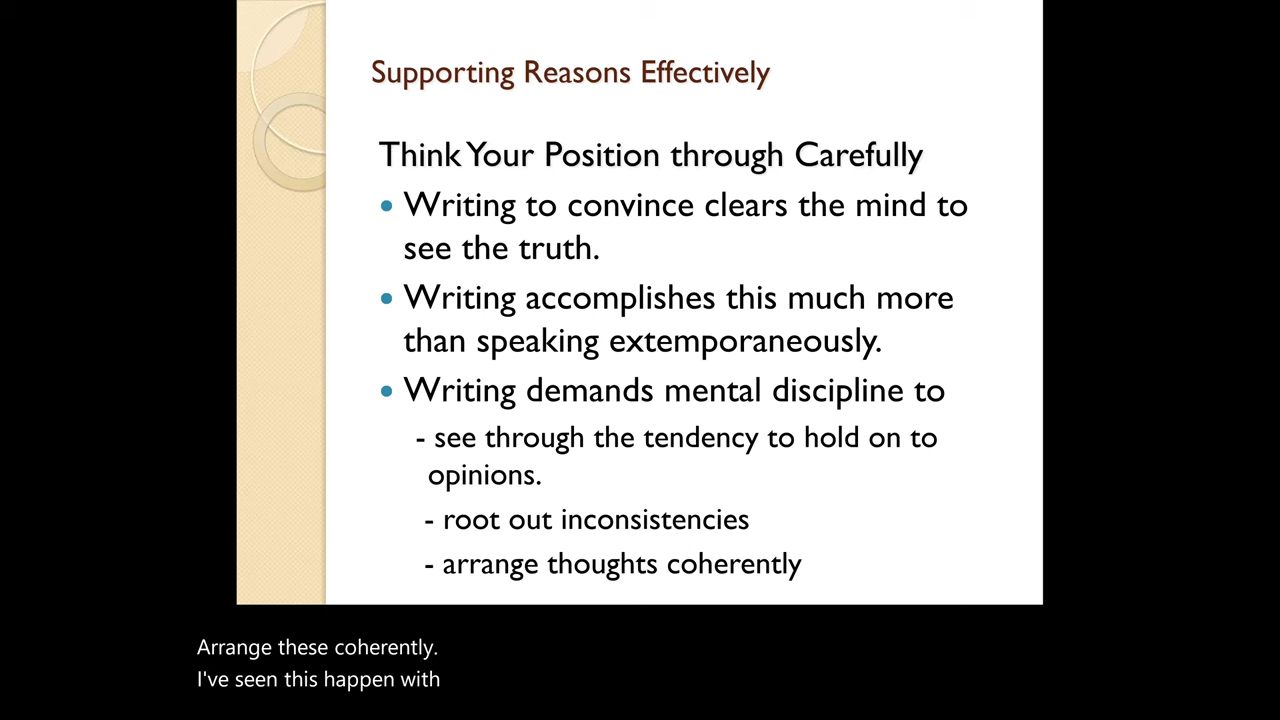 Supporting Reasons Effectively
Think Your Position through Carefully
• Writing to convince clears the mind to
see the truth.
• Writing accomplishes this much more
than speaking extemporaneously.
• Writing demands mental discipline to
- see through the tendency to hold on to
opinions.
- root out inconsistencies
- arrange thoughts coherently
Arrange these coherently.
I've seen this happen with